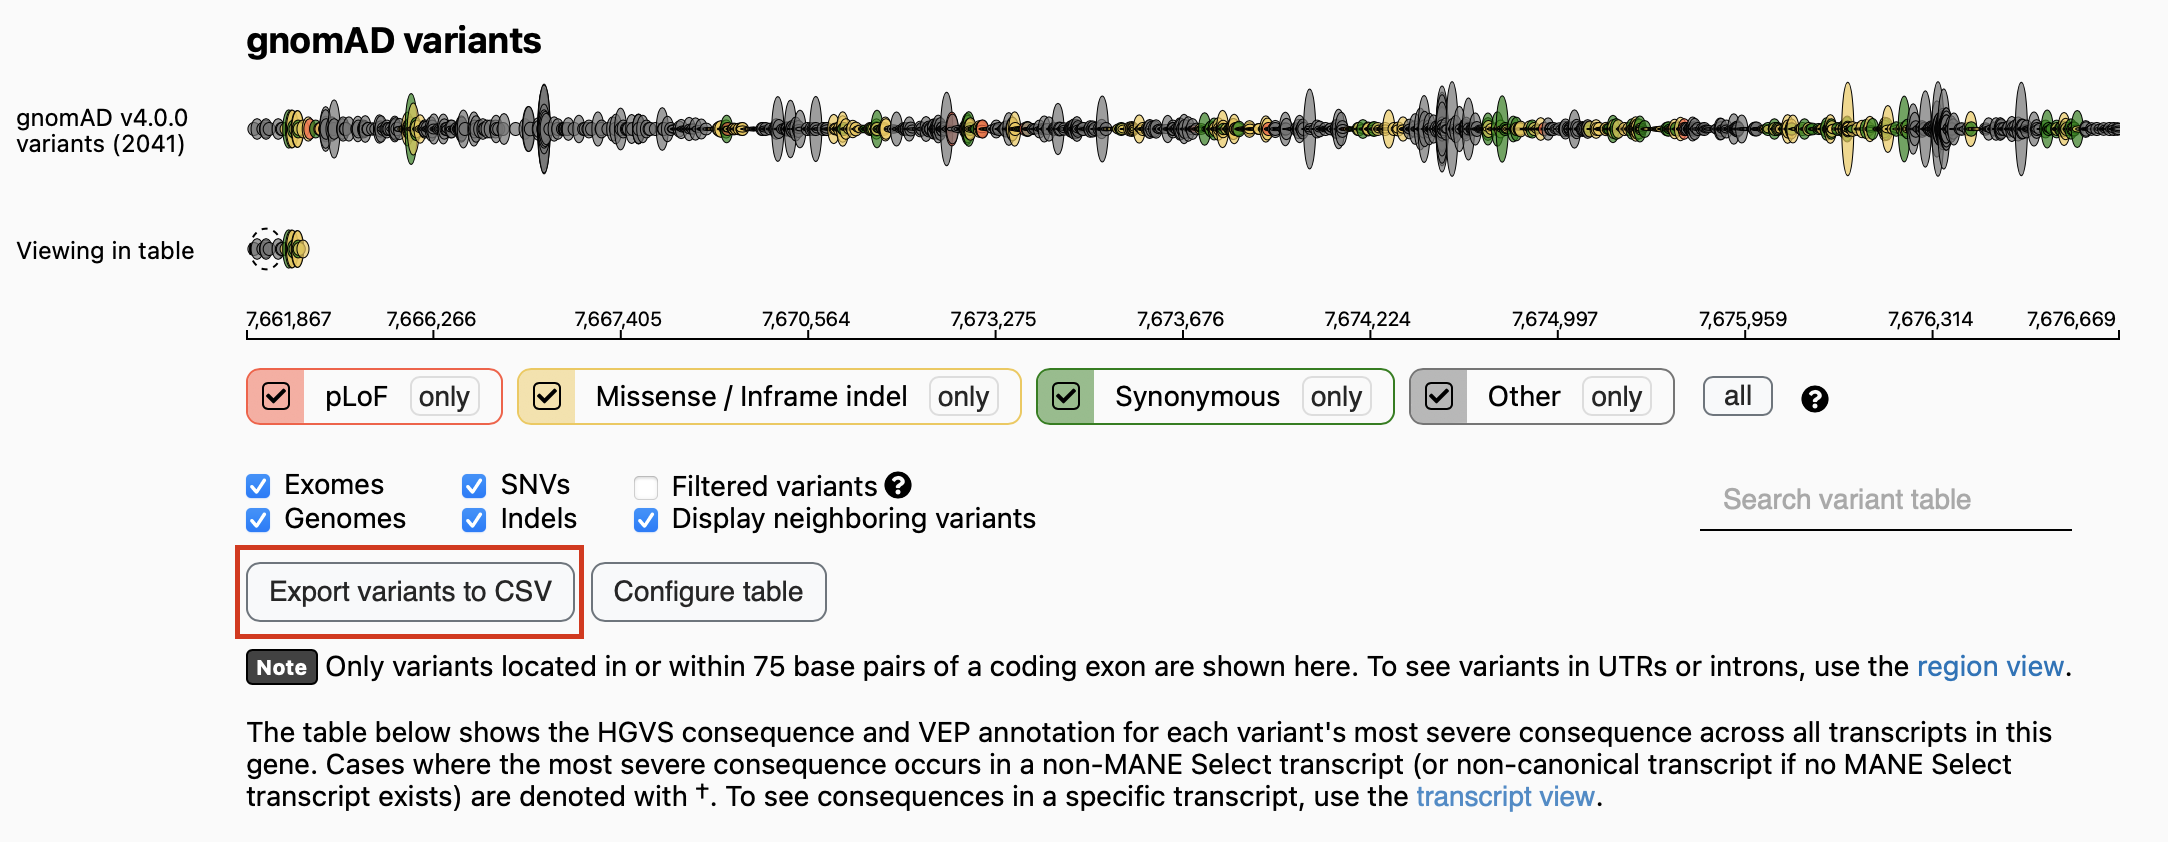 gnomAD variants
gnomAD v4.0.0
variants (2041)
Viewing in table
7,661,867 7,666,266 7,667,405 7,670,564 7,673,275 7,673,676 7,674,224 7,674,997 7,675,959 7,676,314 7,676,669
pLoF only Missense / Inframe indel only Synonymous only Other only all ?
Exomes SNVs Filtered variants ?
Genomes Indels Display neighboring variants
Search variant table
Export variants to CSV Configure table
Note Only variants located in or within 75 base pairs of a coding exon are shown here. To see variants in UTRs or introns, use the region view.
The table below shows the HGVS consequence and VEP annotation for each variant's most severe consequence across all transcripts in this
gene. Cases where the most severe consequence occurs in a non-MANE Select transcript (or non-canonical transcript if no MANE Select
transcript exists) are denoted with †. To see consequences in a specific transcript, use the transcript view.